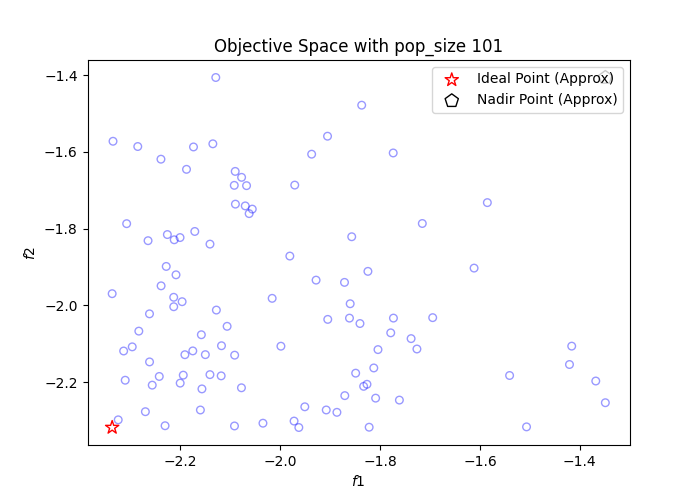 Objective Space with pop_size 101
Ideal Point (Approx)
Nadir Point (Approx)
−1.4
−1.6
−1.8
−2.0
−2.2
f2
−2.2 −2.0 −1.8 −1.6 −1.4
f1